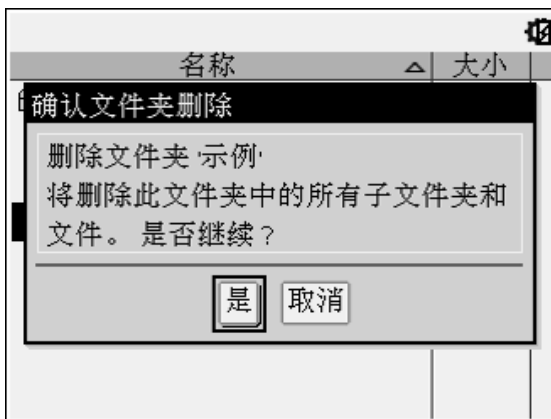 名称 大小
确认文件夹删除
删除文件夹 '示例'
将删除此文件夹中的所有子文件夹和
文件。 是否继续？
是 取消